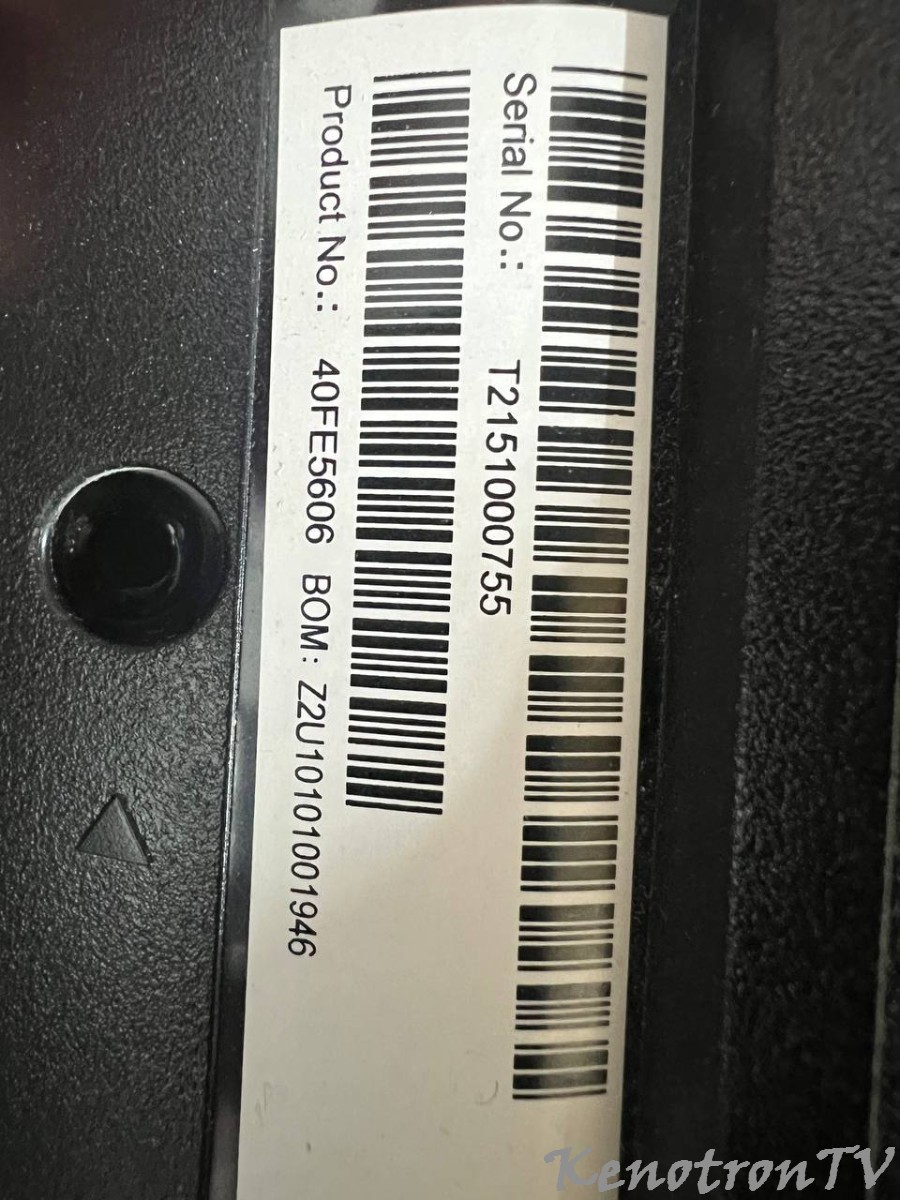 Serial No.: T2151000755
Product No.: 40FE5606 BOM: Z2U10101001946
KenotronTV